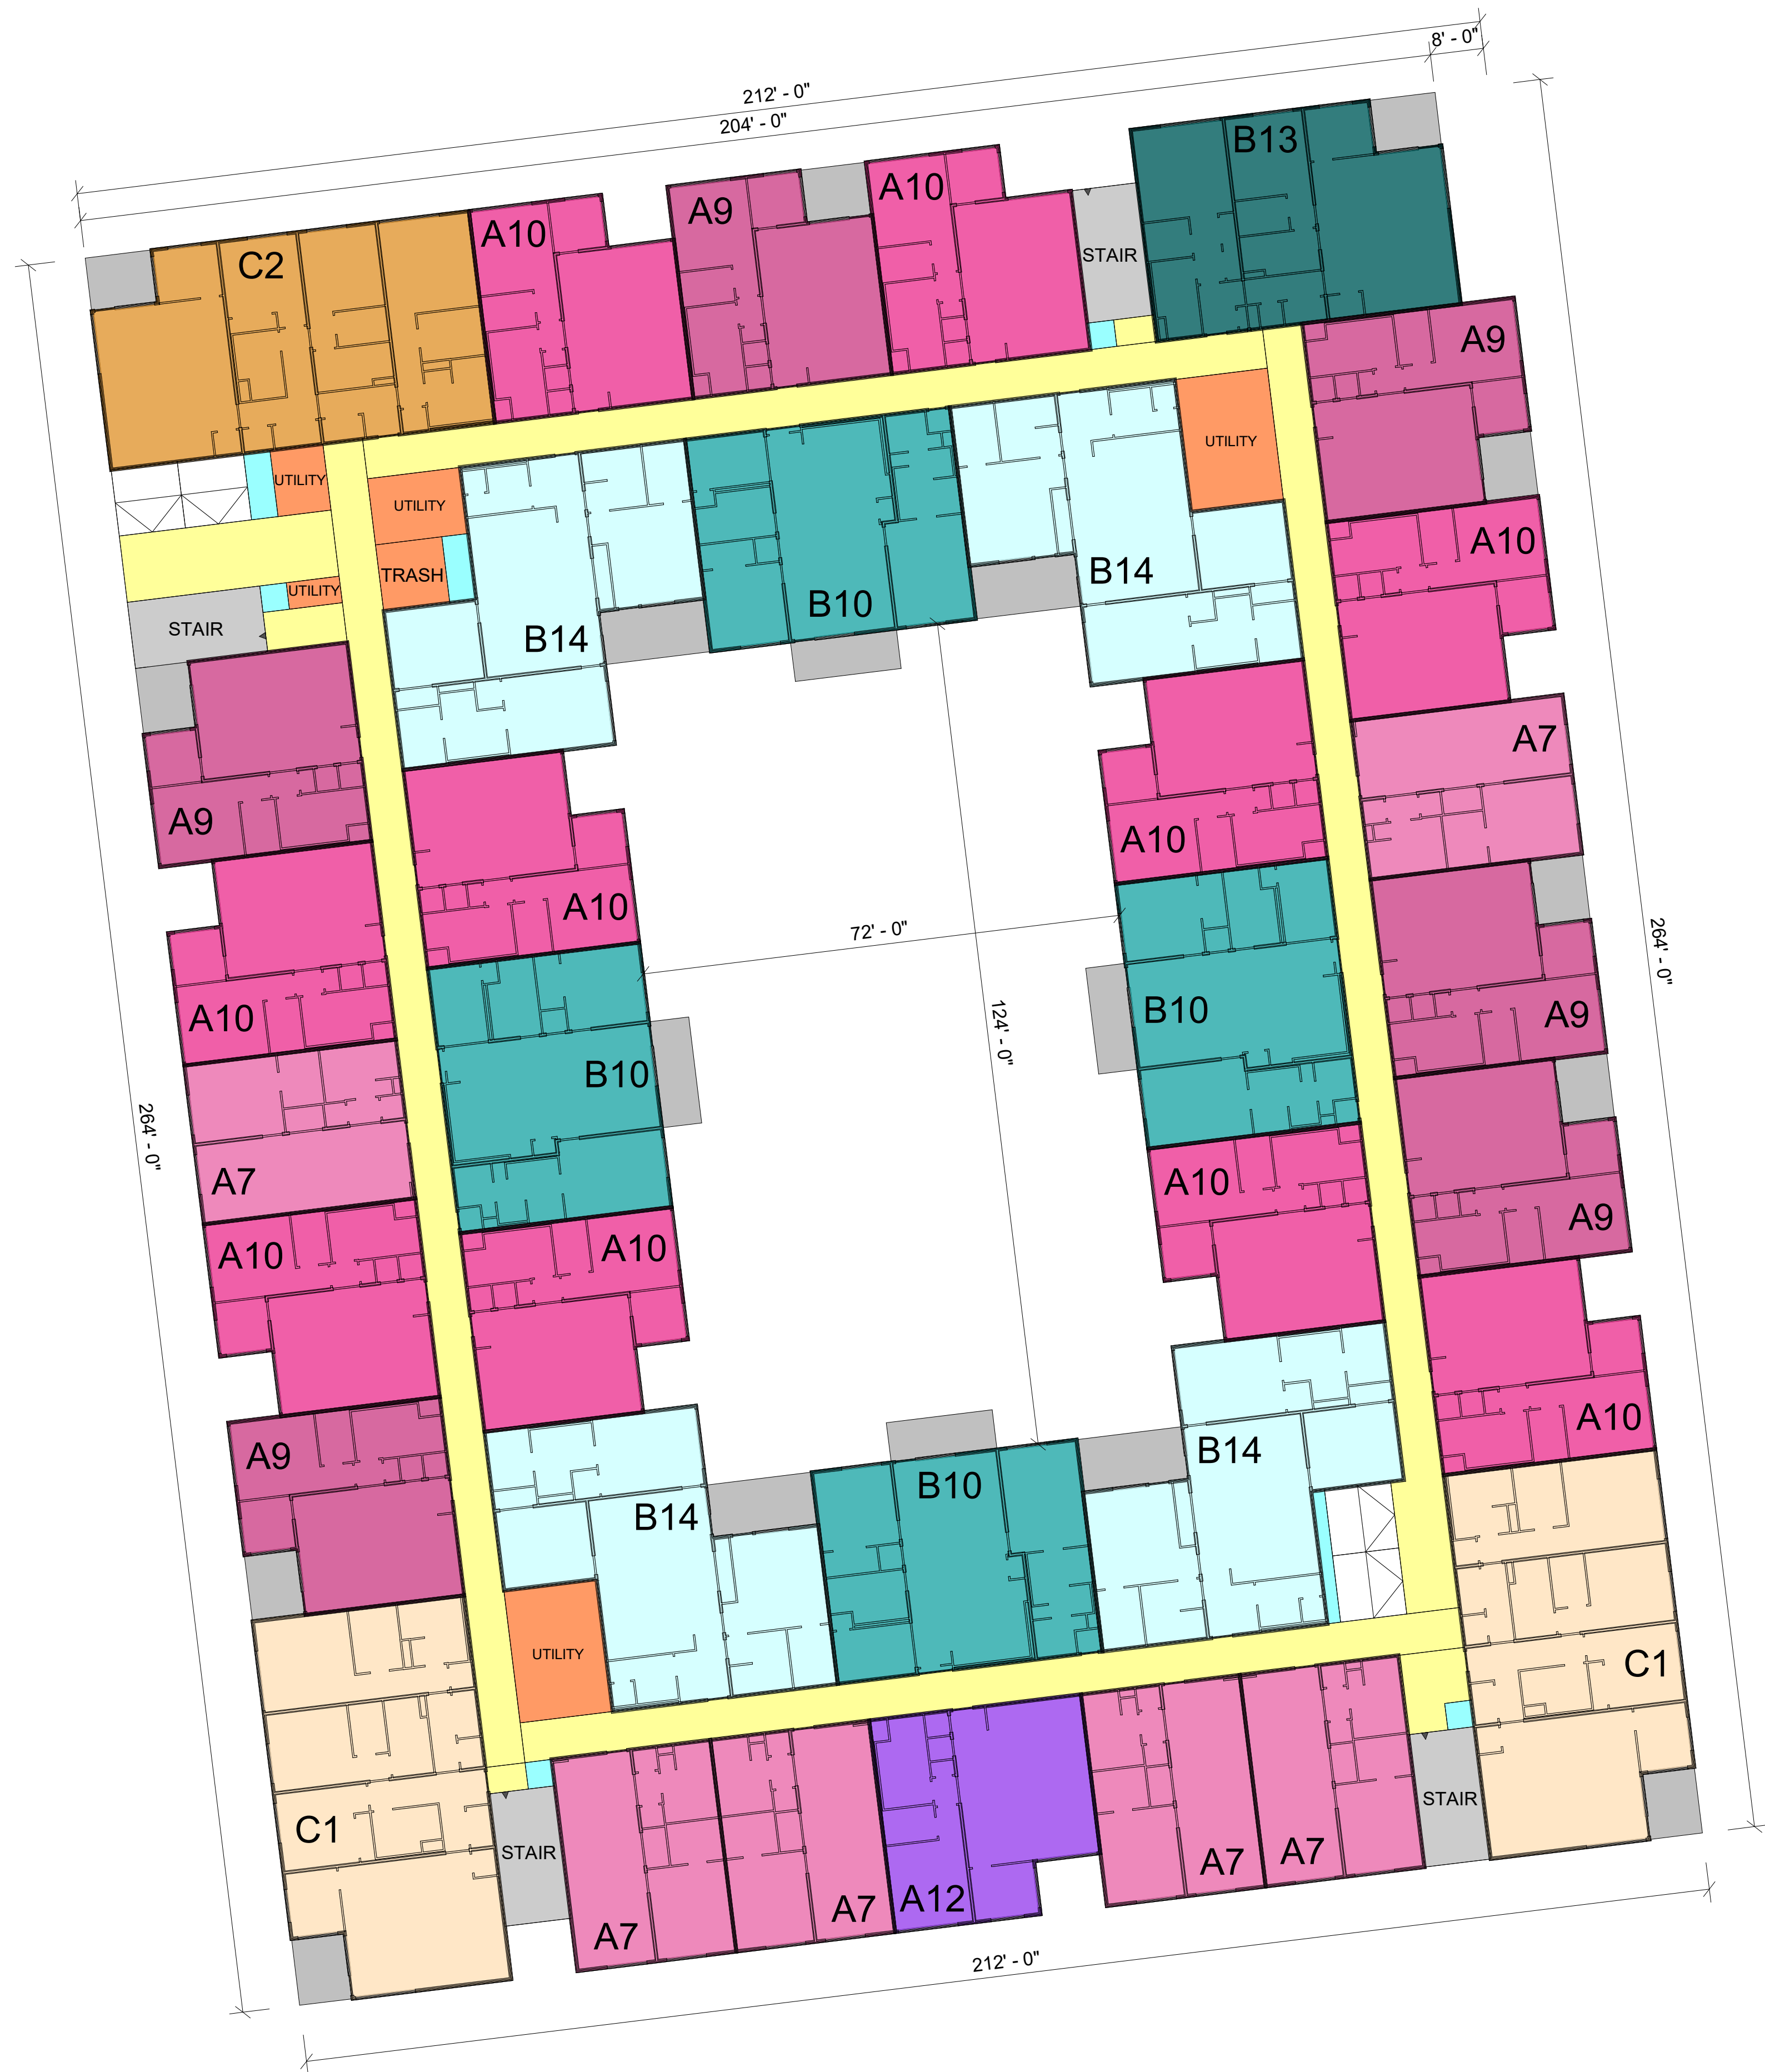 8' - 0"
212' - 0"
204' - 0"
B13
A10
A9
A10
C2
STAIR
A9
UTILITY
UTILITY
UTILITY
A10
TRASH
B14
UTILITY
B10
STAIR
B14
A7
A9
A10
A10
72' - 0"
264' - 0"
A10
B10
A9
124' - 0"
B10
264' - 0"
A7
A10
A9
A10
A10
A10
A9
B14
B10
B14
UTILITY
C1
C1
STAIR
STAIR
A7
A7
A12
A7
A7
212' - 0"